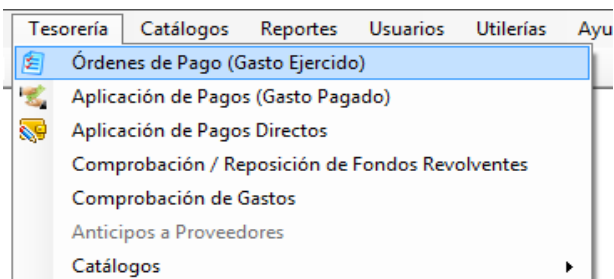 Tesorería Catálogos Reportes Usuarios Utilerías Ayu
Órdenes de Pago (Gasto Ejercido)
Aplicación de Pagos (Gasto Pagado)
Aplicación de Pagos Directos
Comprobación / Reposición de Fondos Revolventes
Comprobación de Gastos
Anticipos a Proveedores
Catálogos